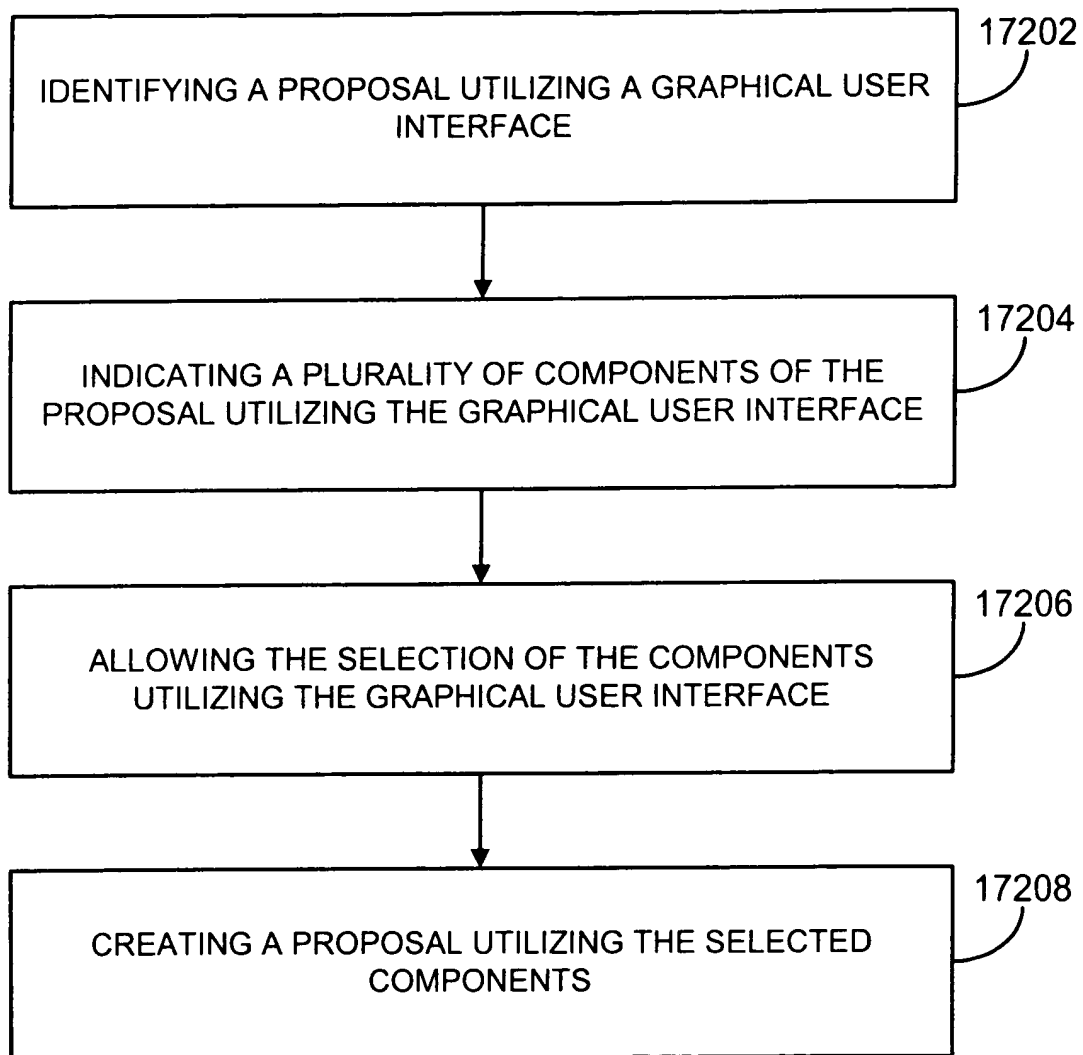 17202
IDENTIFYING A PROPOSAL UTILIZING A GRAPHICAL USER
INTERFACE
17204
INDICATING A PLURALITY OF COMPONENTS OF THE
PROPOSAL UTILIZING THE GRAPHICAL USER INTERFACE
17206
ALLOWING THE SELECTION OF THE COMPONENTS
UTILIZING THE GRAPHICAL USER INTERFACE
17208
CREATING A PROPOSAL UTILIZING THE SELECTED
COMPONENTS